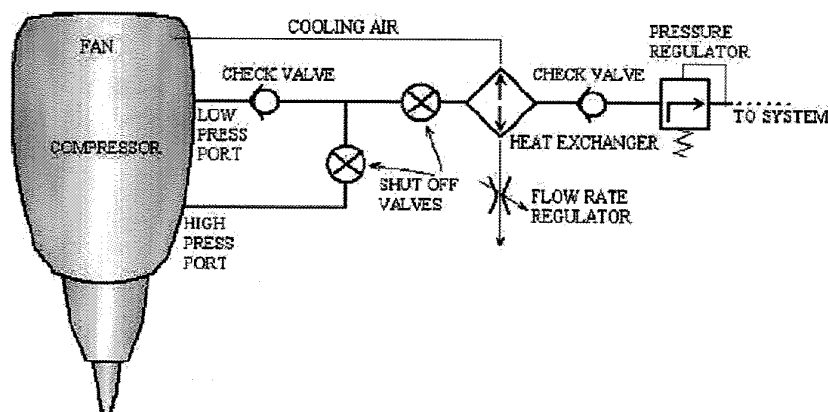 COOLING AIR
FAN
PRESSURE
REGULATOR
CHECK VALVE
CHECK VALVE
LOW
PRESS
PORT
TO SYSTEM
COMPRESSOR
HEAT EXCHANGER
SHUT OFF
VALVES
FLOW RATE
REGULATOR
HIGH
PRESS
PORT